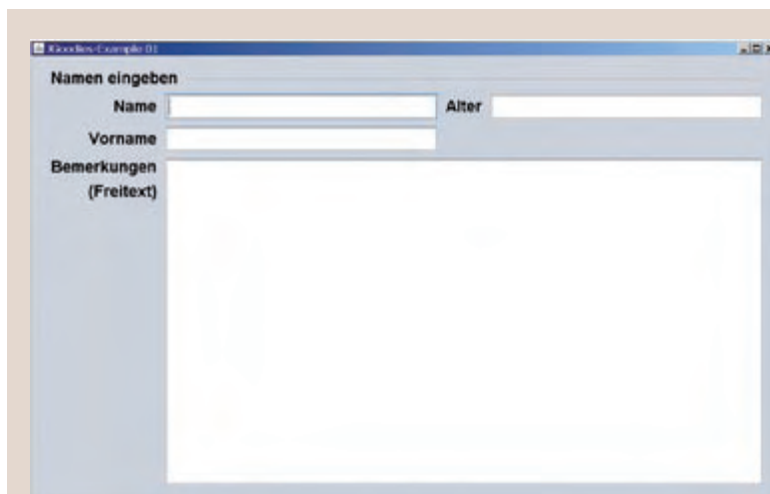 JGoodies-Example 01
Namen eingeben
Name
Alter
Vorname
Bemerkungen
(Freitext)